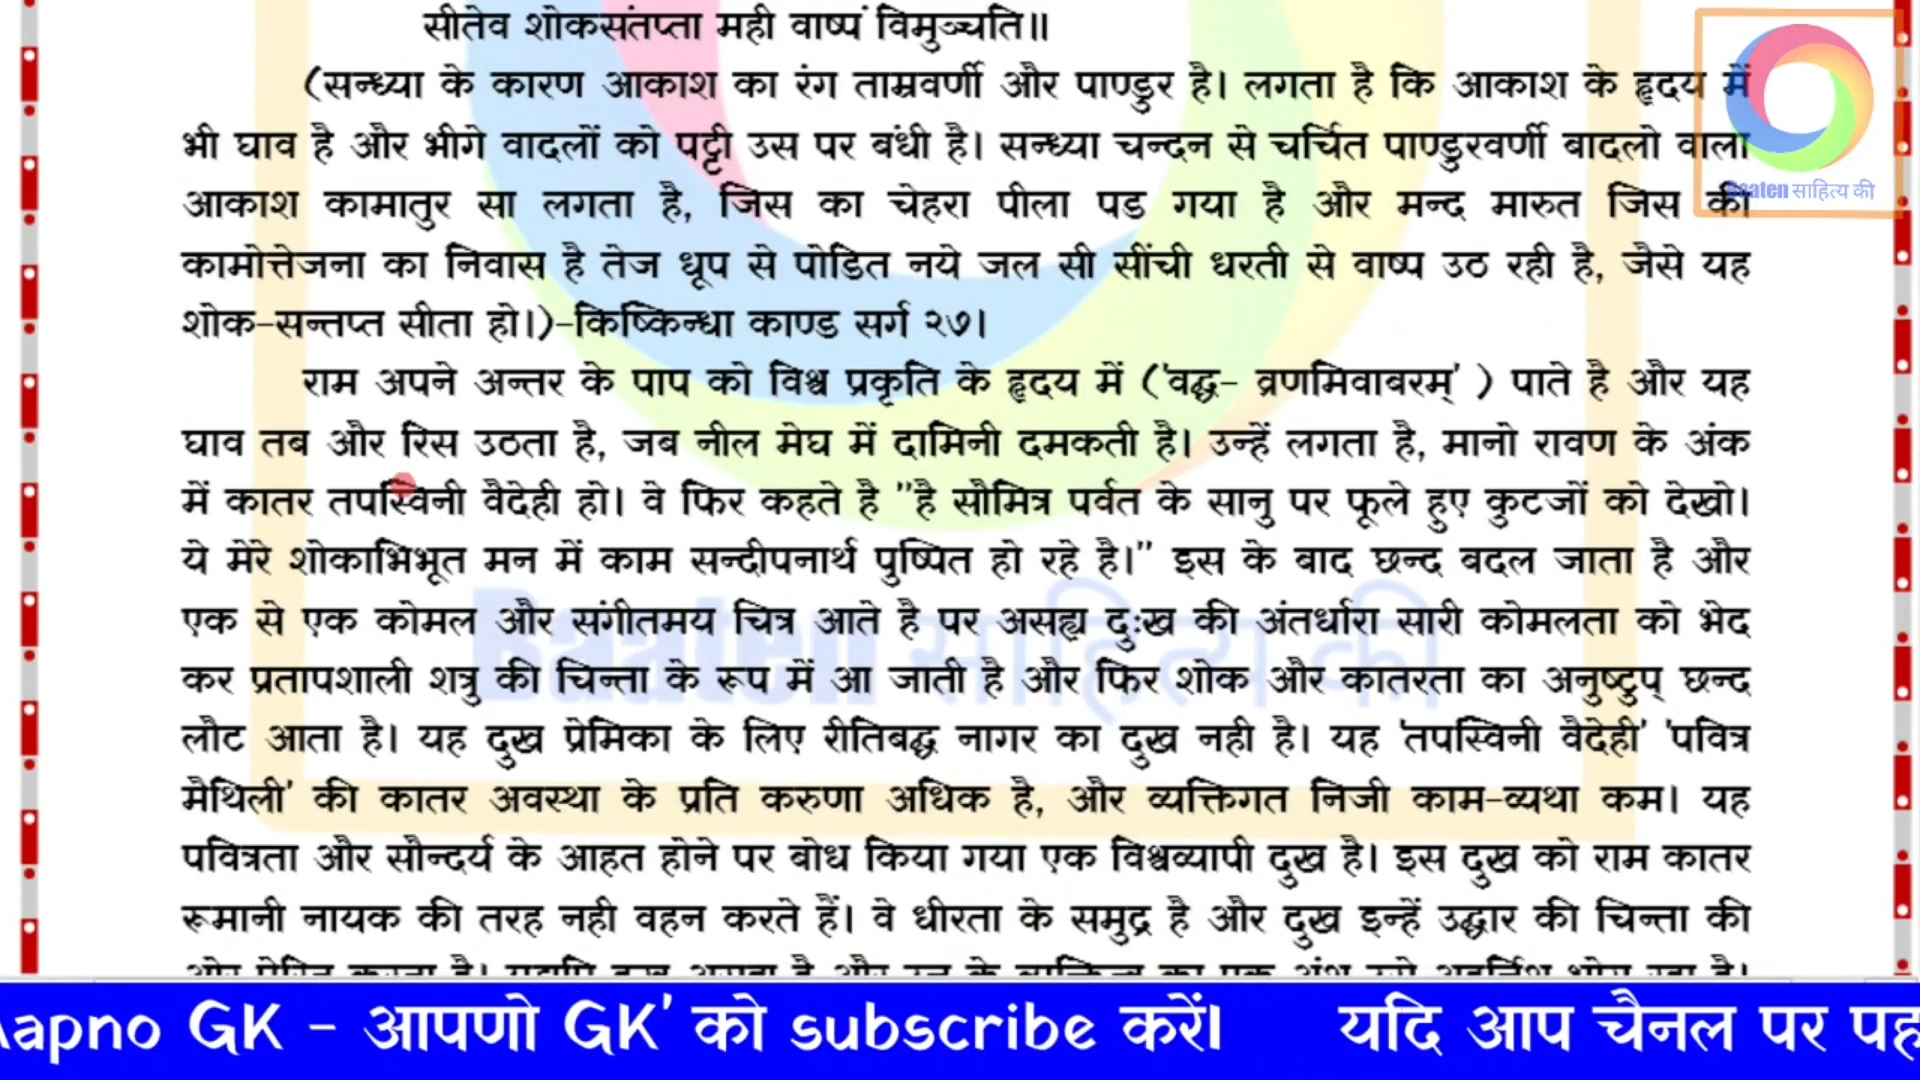 सीतेव शोकसंतप्ता मही वाष्पं विमुञ्चति॥
(सन्ध्या के कारण आकाश का रंग ताम्रवर्णी और पाण्डुर है। लगता है कि आकाश के हृदय में
भी घाव है और भीगे वादलों को पट्टी उस पर बंधी है। सन्ध्या चन्दन से चर्चित पाण्डुरवर्णी बादलो वाला
आकाश कामातुर सा लगता है, जिस का चेहरा पीला पड गया है और मन्द मारुत जिस की
कामोत्तेजना का निवास है तेज धूप से पोडित नये जल सी सींची धरती से वाष्प उठ रही है, जैसे यह
शोक-सन्तप्त सीता हो।)-किष्किन्धा काण्ड सर्ग २७।
राम अपने अन्तर के पाप को विश्व प्रकृति के हृदय में ('वद्ध- व्रणमिवाबरम्' ) पाते है और यह
घाव तब और रिस उठता है, जब नील मेघ में दामिनी दमकती है। उन्हें लगता है, मानो रावण के अंक
में कातर तपस्विनी वैदेही हो। वे फिर कहते है "है सौमित्र पर्वत के सानु पर फूले हुए कुटजों को देखो।
ये मेरे शोकाभिभूत मन में काम सन्दीपनार्थ पुष्पित हो रहे है।" इस के बाद छन्द बदल जाता है और
एक से एक कोमल और संगीतमय चित्र आते है पर असह्य दुःख की अंतर्धारा सारी कोमलता को भेद
कर प्रतापशाली शत्रु की चिन्ता के रूप में आ जाती है और फिर शोक और कातरता का अनुष्टुप् छन्द
लौट आता है। यह दुख प्रेमिका के लिए रीतिबद्ध नागर का दुख नही है। यह 'तपस्विनी वैदेही' 'पवित्र
मैथिली' की कातर अवस्था के प्रति करुणा अधिक है, और व्यक्तिगत निजी काम-व्यथा कम। यह
पवित्रता और सौन्दर्य के आहत होने पर बोध किया गया एक विश्वव्यापी दुख है। इस दुख को राम कातर
रूमानी नायक की तरह नही वहन करते हैं। वे धीरता के समुद्र है और दुख इन्हें उद्धार की चिन्ता की
Baaten साहित्य की
Baaten साहित्य की
Aapno GK - आपणो GK' को subscribe करें। यदि आप चैनल पर पह